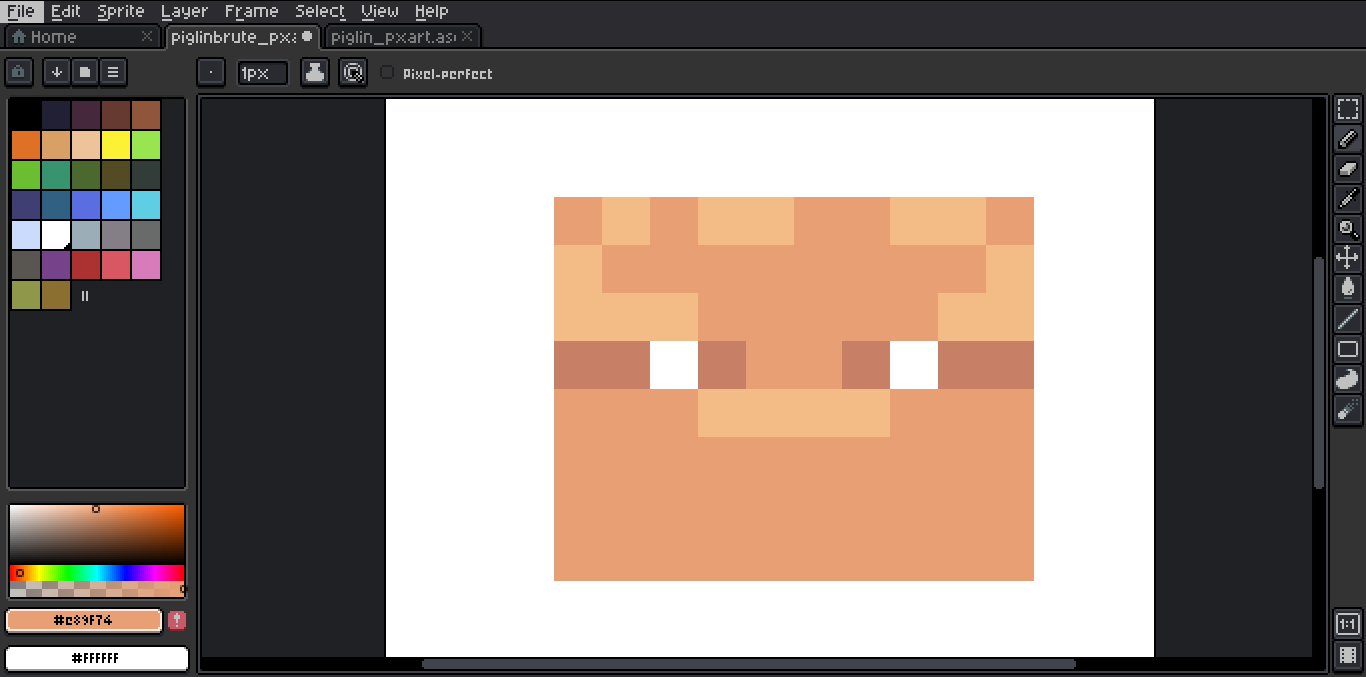 File Edit Sprite Layer Frame Select View Help
Home piglinbrute_px piglin_pxart.as
1px Pixel-perfect
#e89F74
#FFFFFF
1:1